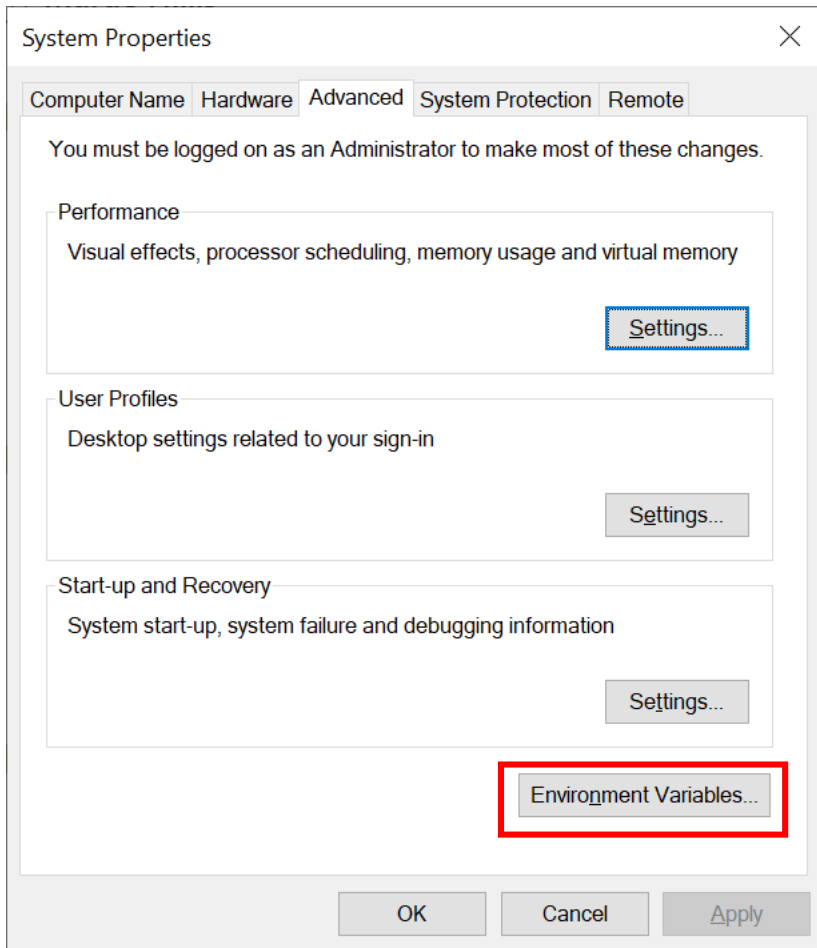 System Properties
Computer Name Hardware Advanced System Protection Remote
You must be logged on as an Administrator to make most of these changes.
Performance
Visual effects, processor scheduling, memory usage and virtual memory
Settings...
User Profiles
Desktop settings related to your sign-in
Settings...
Start-up and Recovery
System start-up, system failure and debugging information
Settings...
Environment Variables...
OK Cancel Apply